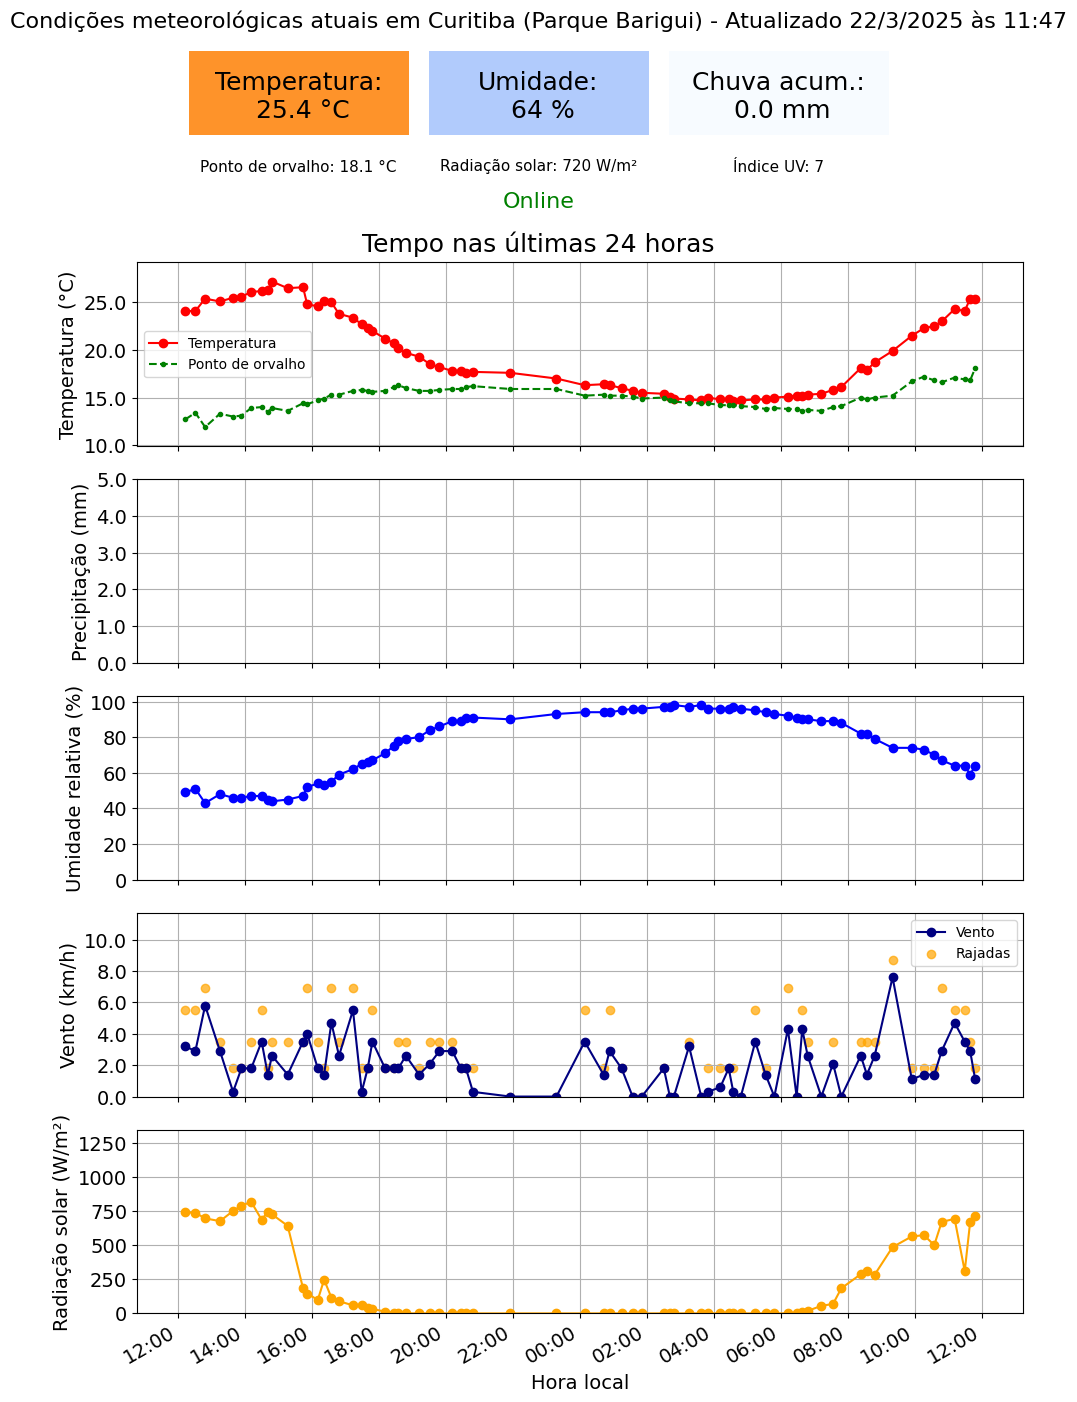 Condições meteorológicas atuais em Curitiba (Parque Barigui) - Atualizado 22/3/2025 às 11:47
Temperatura:
25.4 °C
Umidade:
64 %
Chuva acum.:
0.0 mm
Ponto de orvalho: 18.1 °C
Radiação solar: 720 W/m²
Índice UV: 7
Online
Tempo nas últimas 24 horas
Temperatura (°C)
25.0
20.0
15.0
10.0
Temperatura
Ponto de orvalho
Precipitação (mm)
5.0
4.0
3.0
2.0
1.0
0.0
Umidade relativa (%)
100
80
60
40
20
0
Vento (km/h)
10.0
8.0
6.0
4.0
2.0
0.0
Vento
Rajadas
Radiação solar (W/m²)
1250
1000
750
500
250
0
12:00
14:00
16:00
18:00
20:00
22:00
00:00
02:00
04:00
06:00
08:00
10:00
12:00
Hora local